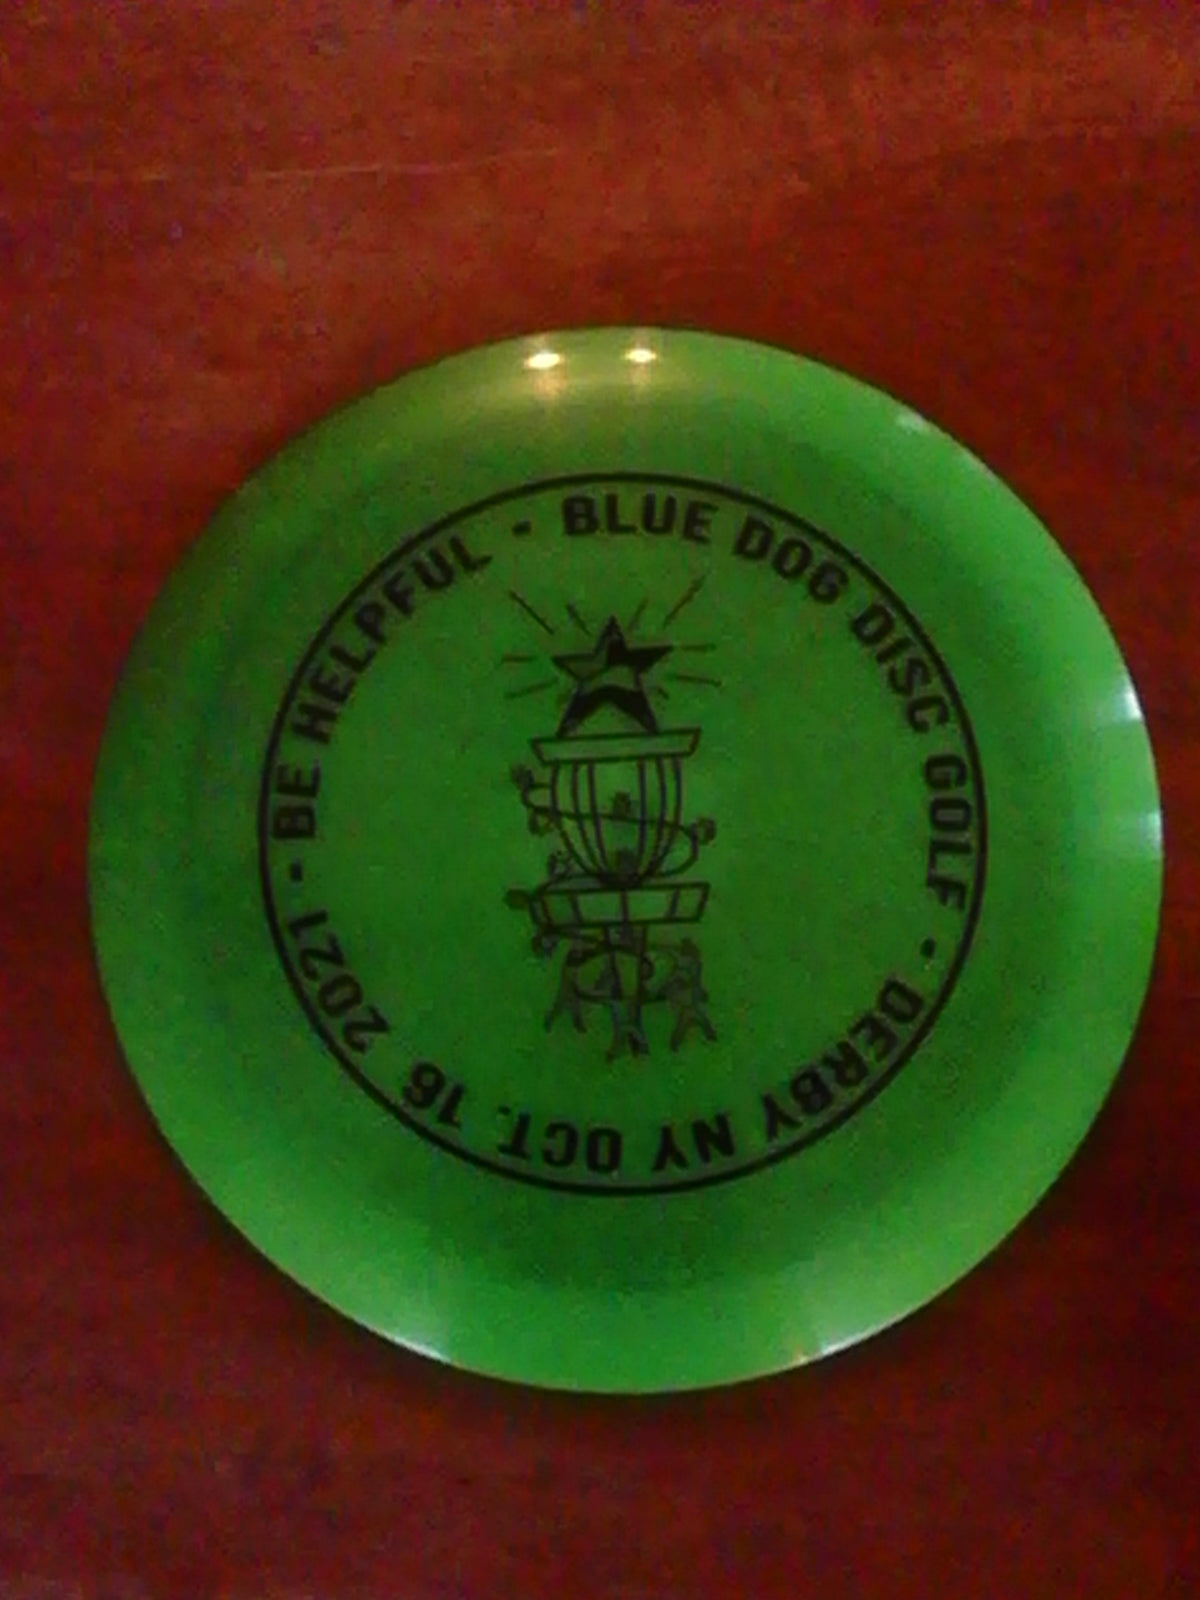 BE HELPFUL - BLUE DOG DISC GOLF - DERBY NY OCT. 16 2021 -